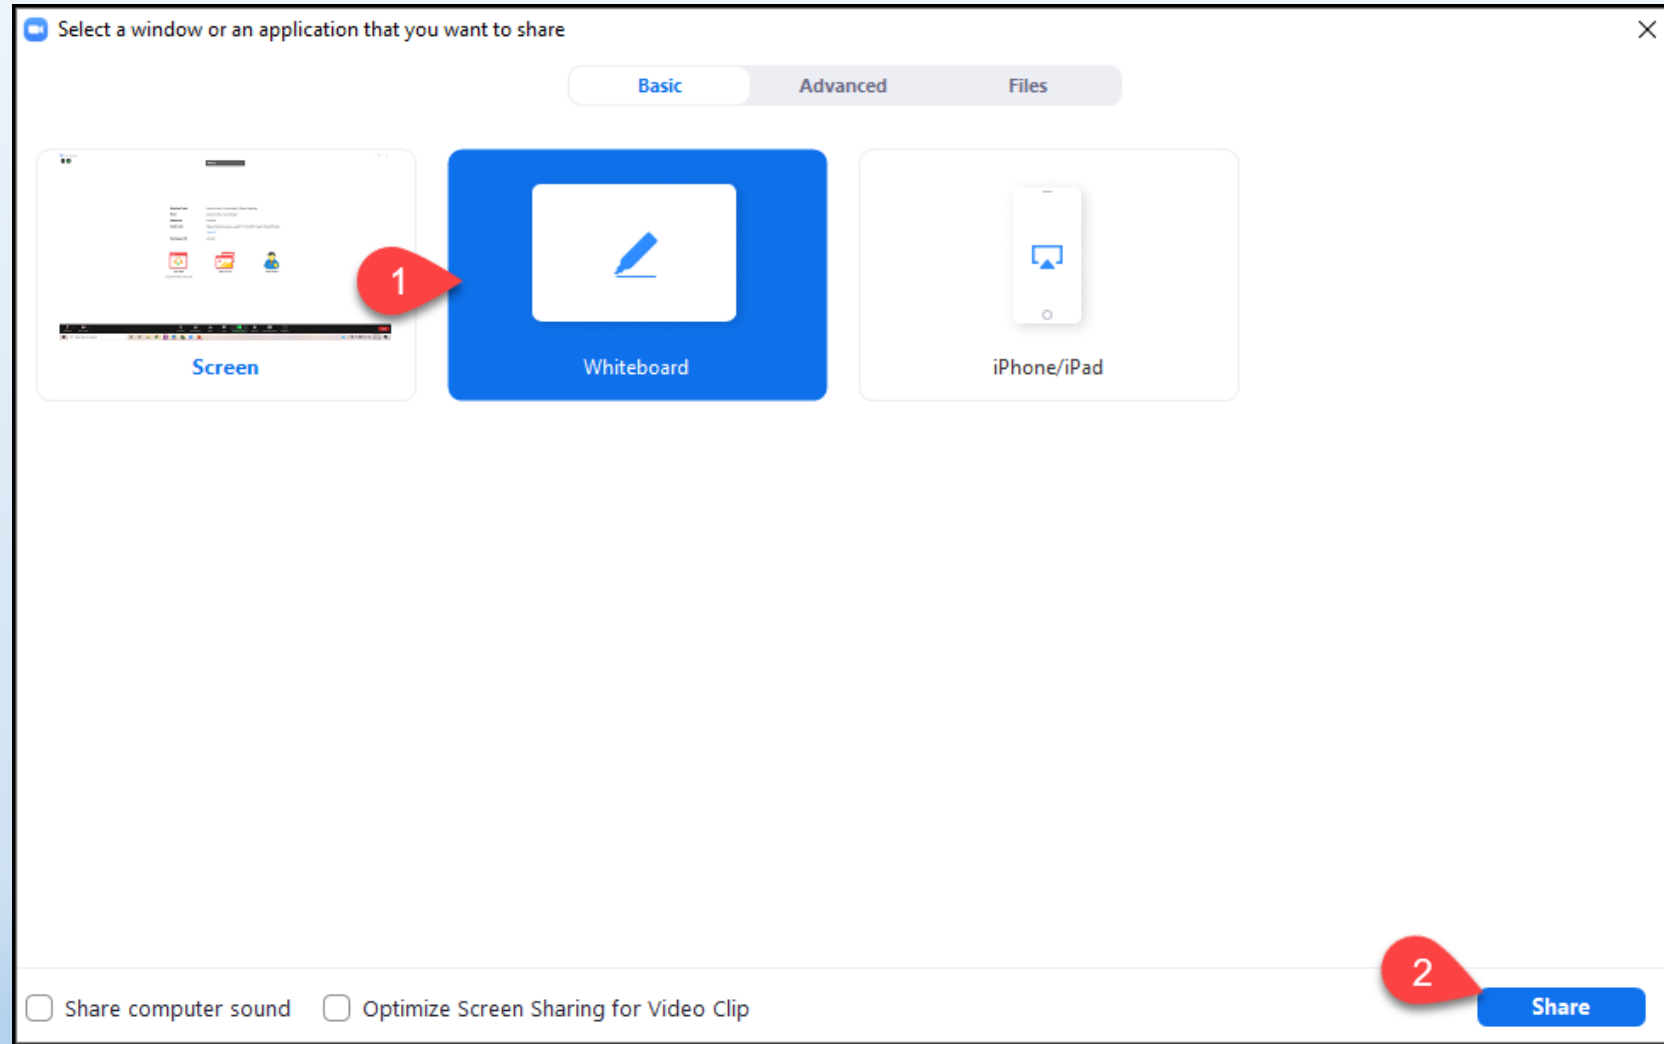 Select a window or an application that you want to share
Basic
Advanced
Files
1
Screen
Whiteboard
iPhone/iPad
2
Share computer sound
Optimize Screen Sharing for Video Clip
Share